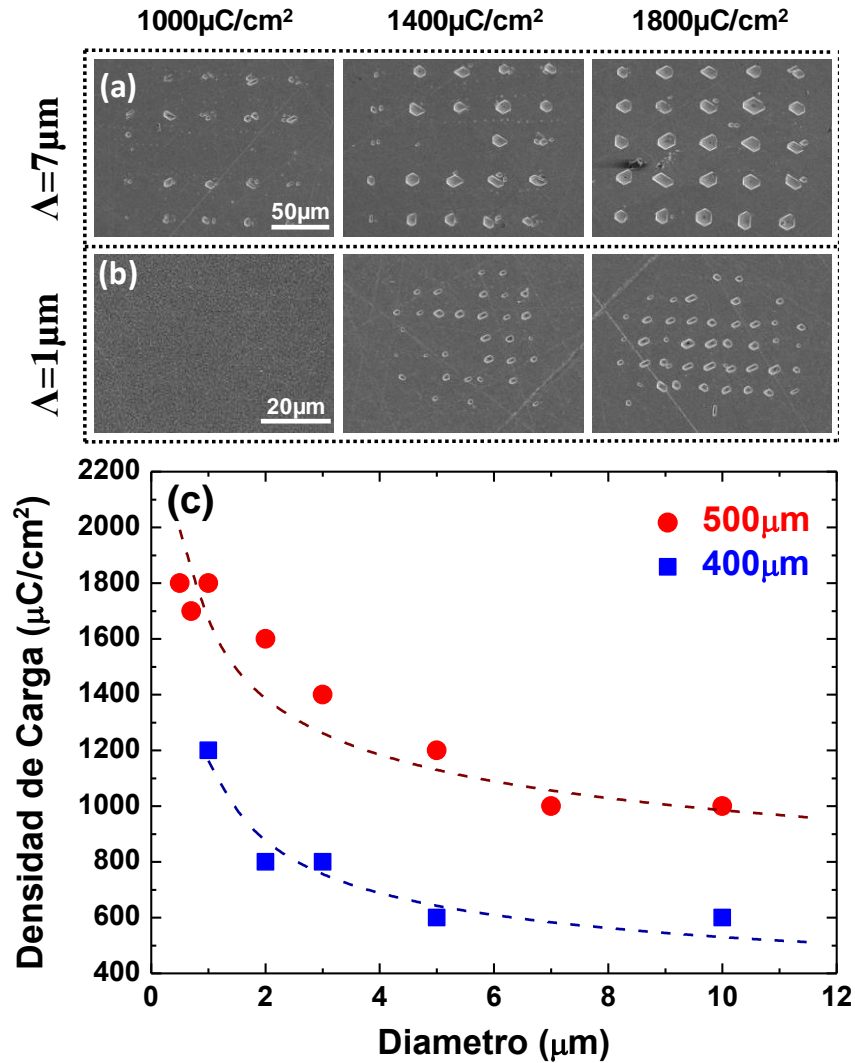 1000µC/cm² 1400µC/cm² 1800µC/cm²
Λ=7µm
(a)
50µm
Λ=1µm
(b)
20µm
(c)
500µm
400µm
Densidad de Carga (µC/cm²)
2200
2000
1800
1600
1400
1200
1000
800
600
400
0 2 4 6 8 10 12
Diametro (µm)